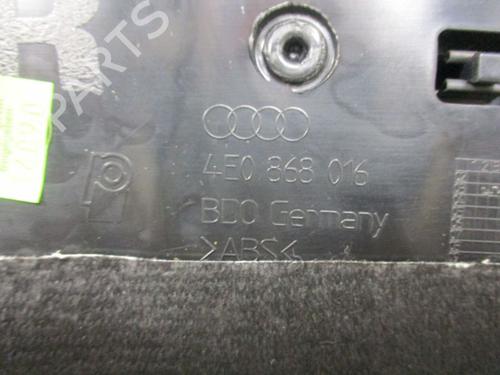 R
PARTS
4E0 868 016
BDO Germany
>ABS<